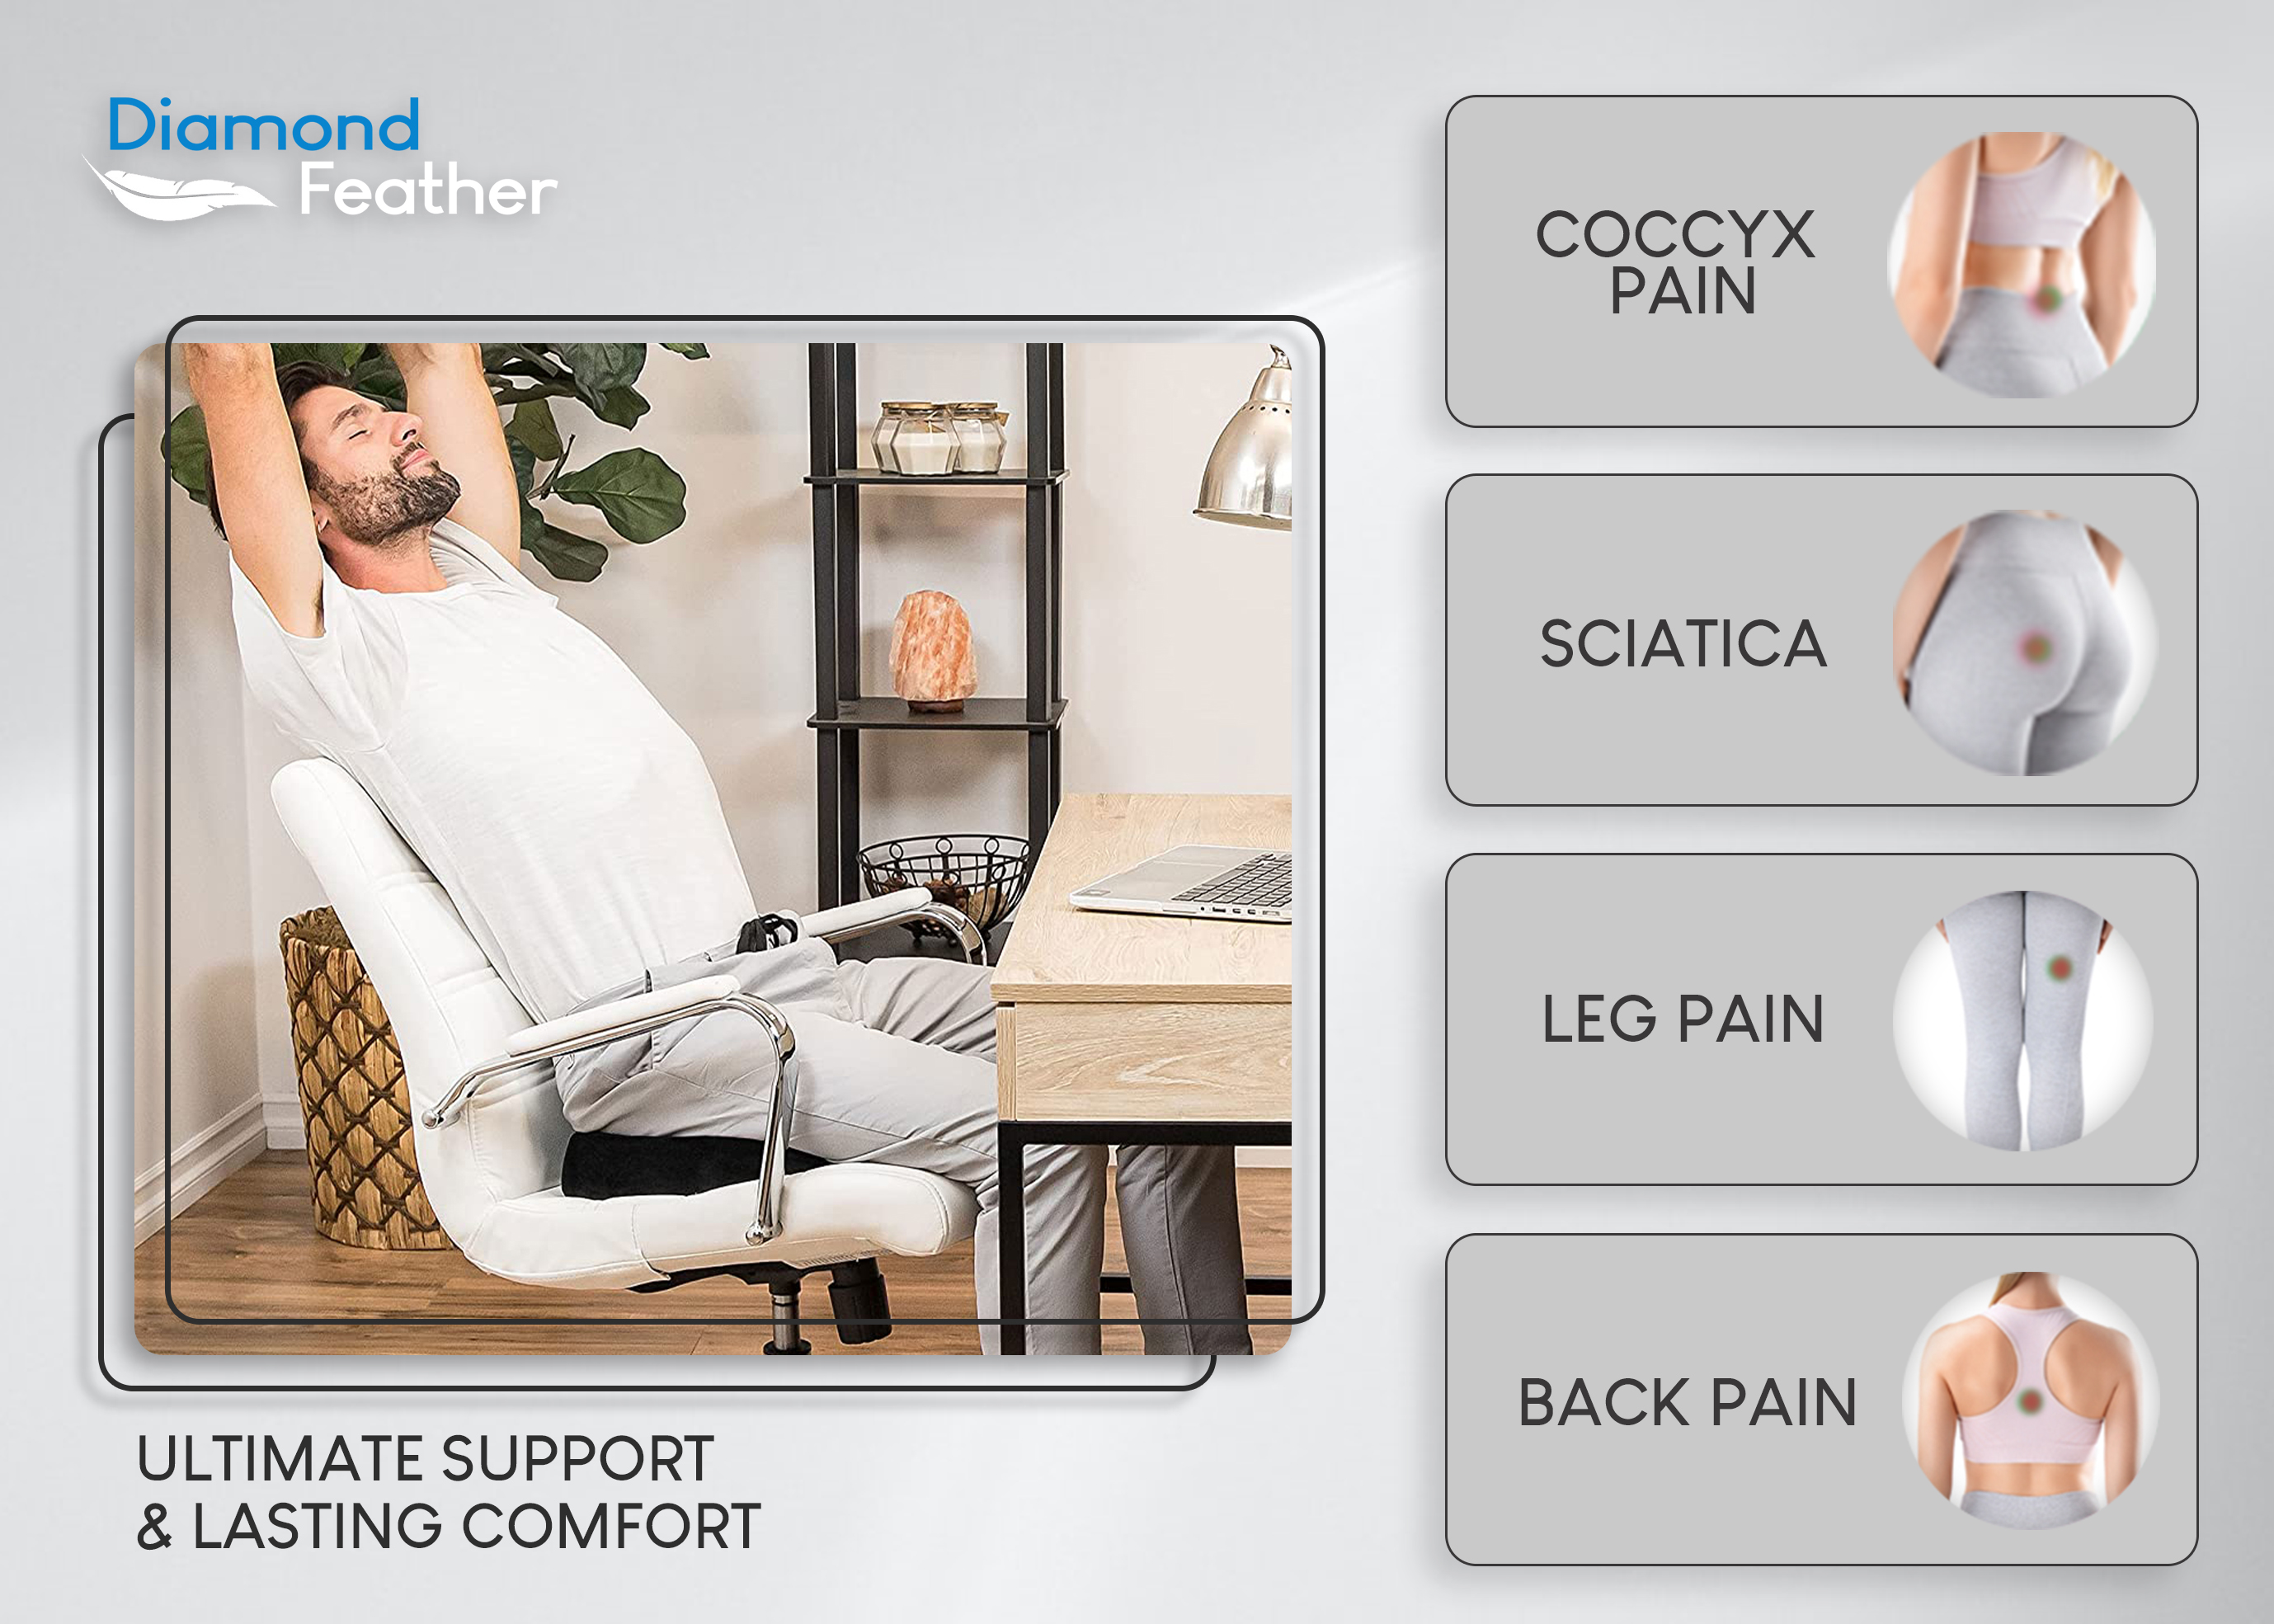 Diamond
Feather
COCCYX
PAIN
SCIATICA
LEG PAIN
BACK PAIN
ULTIMATE SUPPORT
& LASTING COMFORT